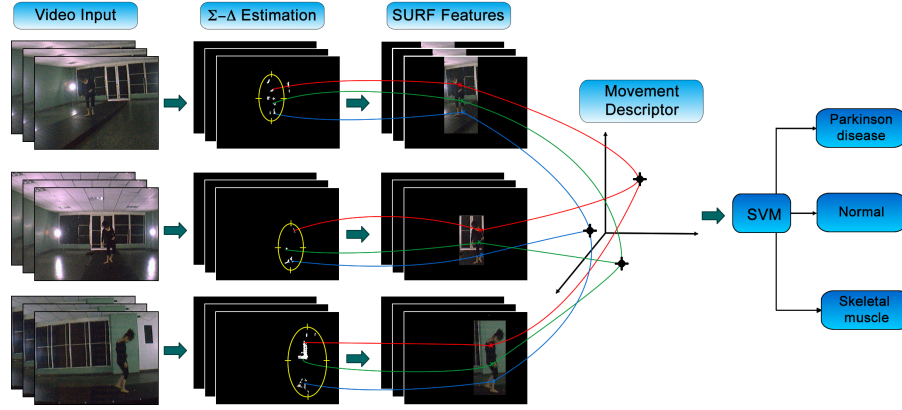 Video Input
Σ–Δ Estimation
SURF Features
Movement
Descriptor
SVM
Parkinson
disease
Normal
Skeletal
muscle